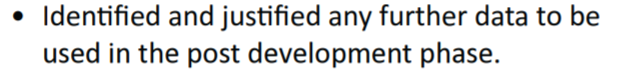 • Identified and justified any further data to be
used in the post development phase.